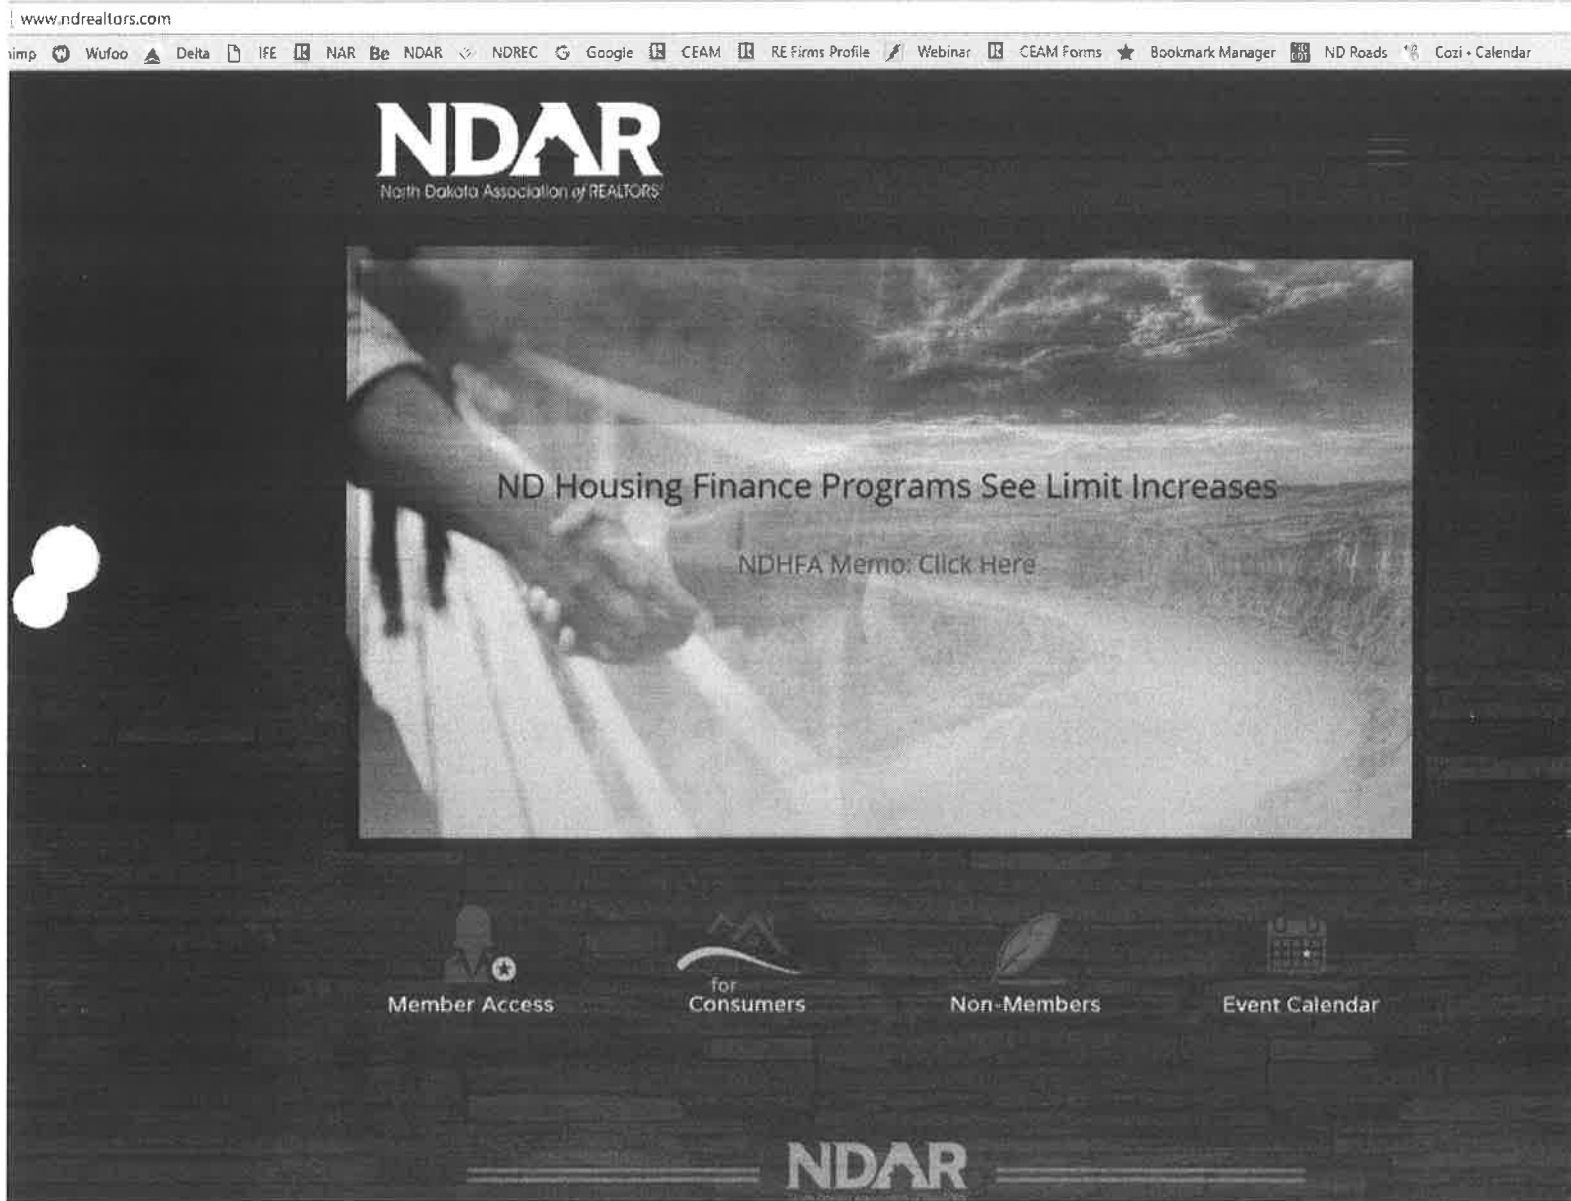 www.ndrealtors.com
himp Wufoo Delta IFE NAR Be NDAR NDREC G Google CEAM RE Firms Profile Webinar CEAM Forms Bookmark Manager ND Roads Cozi • Calendar
NDAR
North Dakota Association of REALTORS®
ND Housing Finance Programs See Limit Increases
NDHFA Memo: Click Here
Member Access
for
Consumers
Non-Members
Event Calendar
NDAR